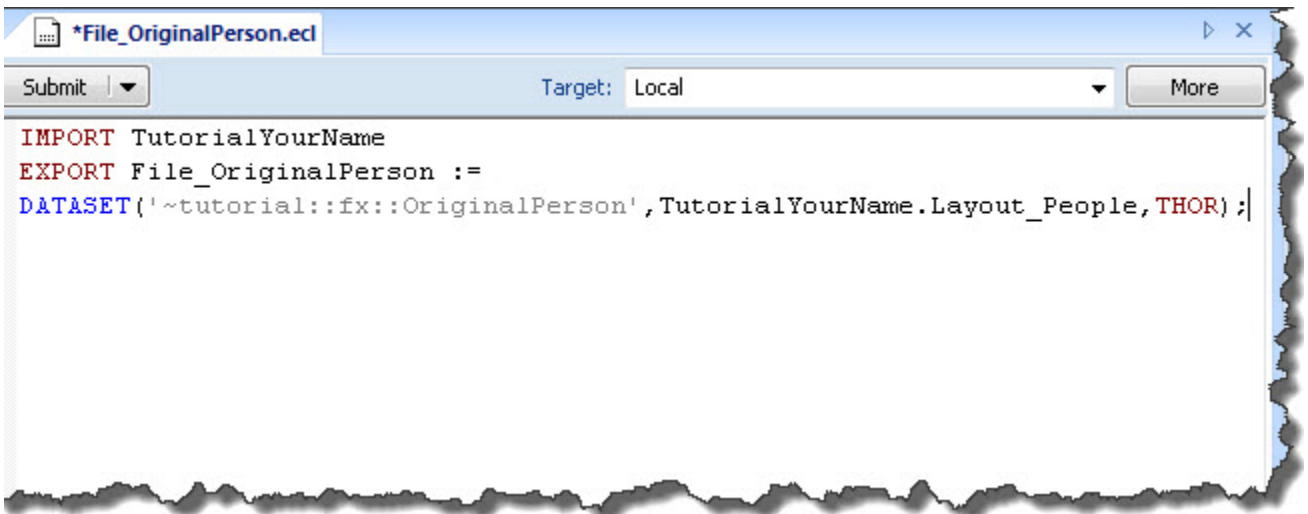 *File_OriginalPerson.ecl
Submit Target: Local More
IMPORT TutorialYourName
EXPORT File_OriginalPerson :=
DATASET('~tutorial::fx::OriginalPerson',TutorialYourName.Layout_People,THOR);